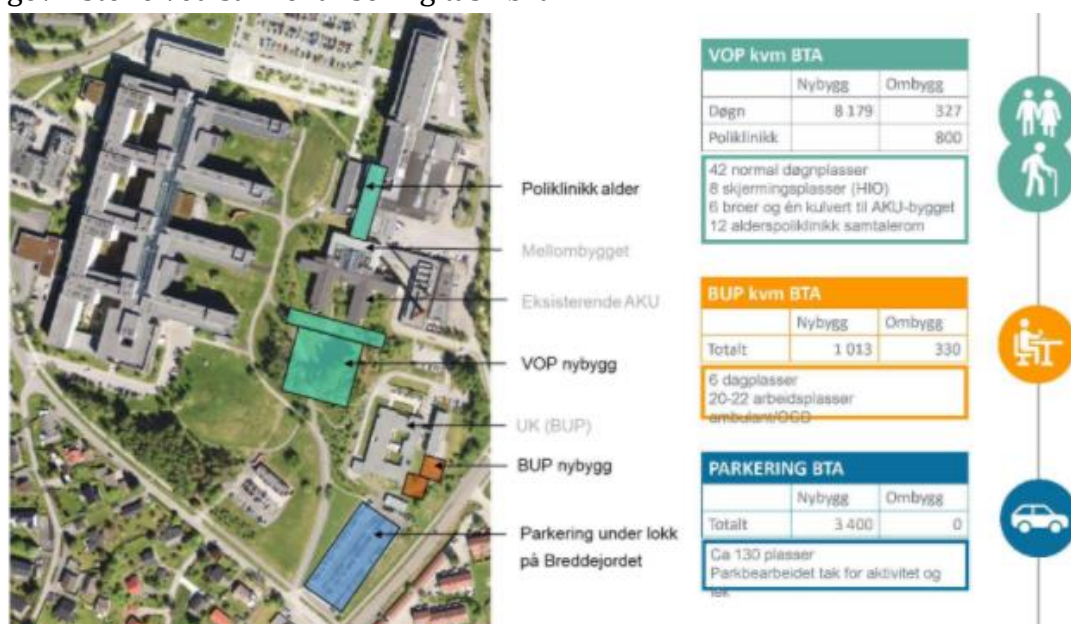 Poliklinikk alder
Mellombygget
Eksisterende AKU
VOP nybygg
UK (BUP)
BUP nybygg
Parkering under lokk
på Breddejordet
VOP kvm BTA
Nybygg Ombygg
Døgn 8 179 327
Poliklinikk 800
42 normal døgnplasser
8 skjermingsplasser (HIO)
6 broer og én kulvert til AKU-bygget
12 alderspoliklinikk samtalerom
BUP kvm BTA
Nybygg Ombygg
Totalt 1 013 330
6 dagplasser
20-22 arbeidsplasser
ambulant/OCD
PARKERING BTA
Nybygg Ombygg
Totalt 3 400 0
Ca 130 plasser
Parkbearbeidet tak for aktivitet og
lek